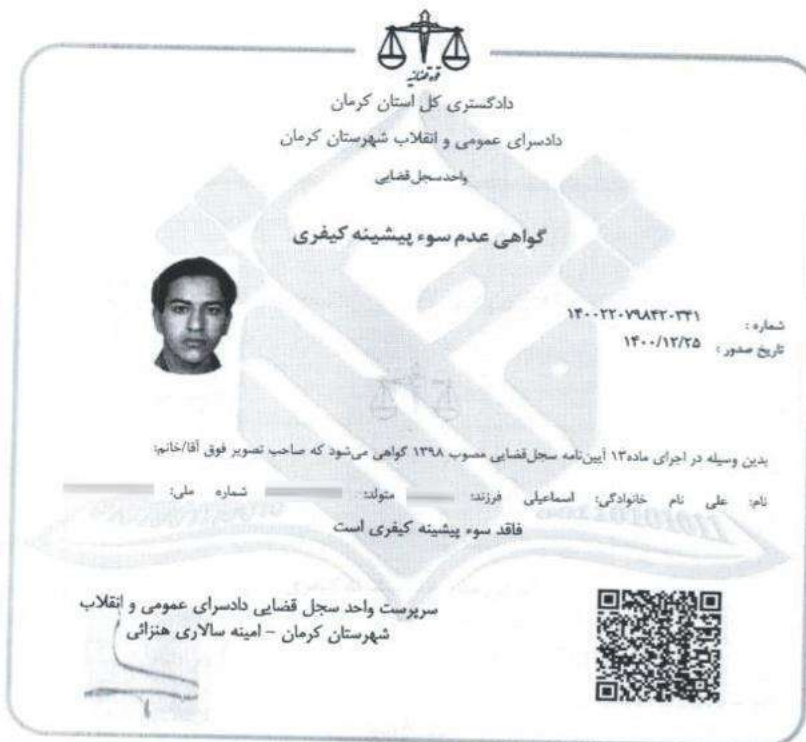 قوه قضائیه
دادگستری کل استان کرمان
دادسرای عمومی و انقلاب شهرستان کرمان
واحدسجل‌قضایی
گواهی عدم سوء پیشینه کیفری
شماره : ۱۴۰۰۲۲۰۷۹۸۴۲۰۳۴۱
تاریخ صدور : ۱۴۰۰/۱۲/۲۵
بدین وسیله در اجرای ماده۱۳ آیین‌نامه سجل‌قضایی مصوب ۱۳۹۸ گواهی می‌شود که صاحب تصویر فوق آقا/خانم:
نام: علی نام خانوادگی: اسماعیلی فرزند: متولد: شماره ملی:
فاقد سوء پیشینه کیفری است
سرپرست واحد سجل قضایی دادسرای عمومی و انقلاب
شهرستان کرمان - امینه سالاری هنزائی